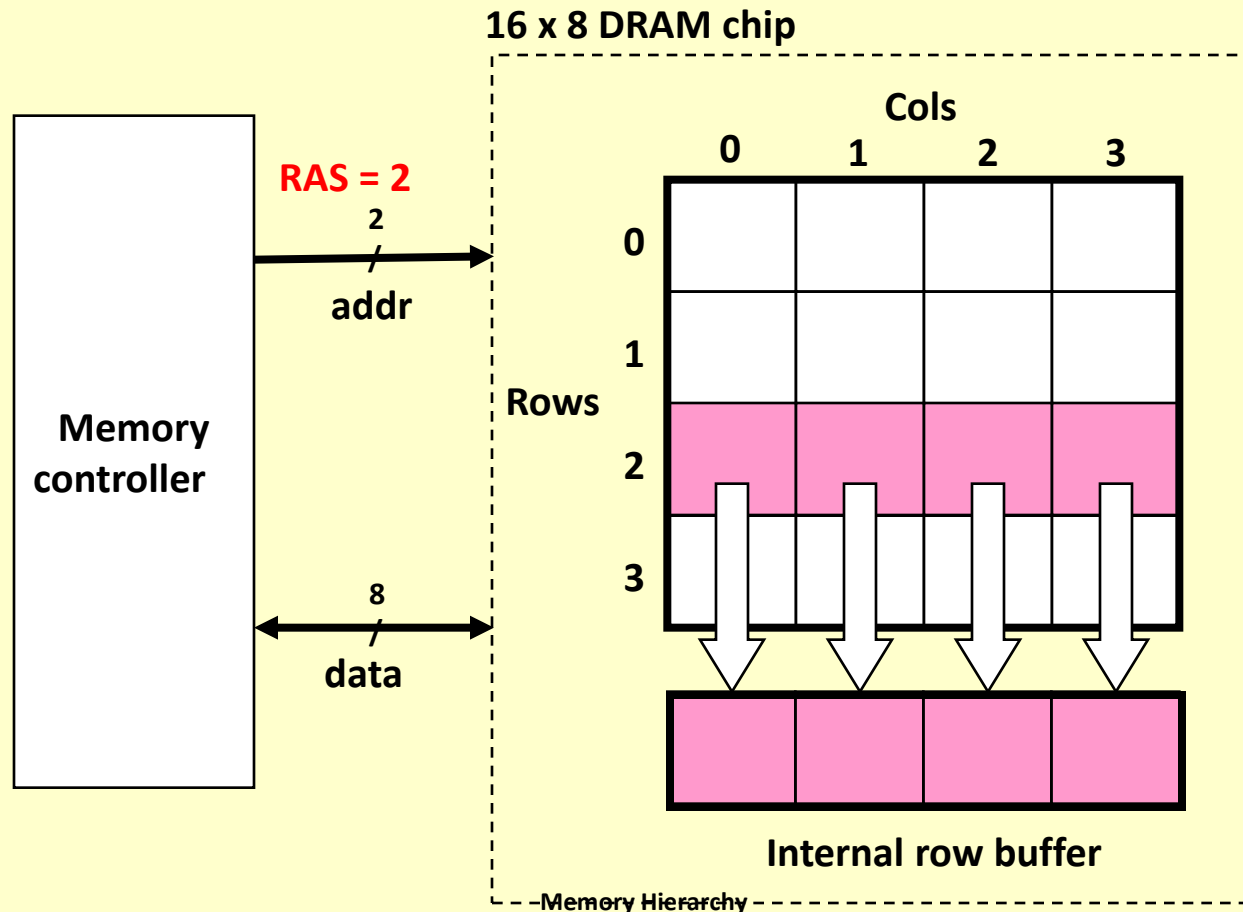 16 x 8 DRAM chip
Cols
0 1 2 3
RAS = 2
2
/
addr
0
1
Rows
2
3
Memory
controller
8
/
data
Internal row buffer
Memory Hierarchy